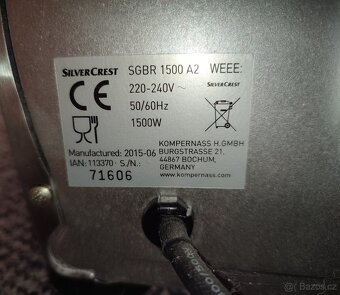 SILVERCREST SGBR 1500 A2 WEEE:
CE 220-240V ~ SILVERCREST
50/60Hz
1500W
KOMPERNASS H.GMBH
Manufactured: 2015-06 BURGSTRASSE 21,
IAN: 113370 - S./N.: 44867 BOCHUM,
71606 GERMANY
www.kompernass.com
© Bazos.cz